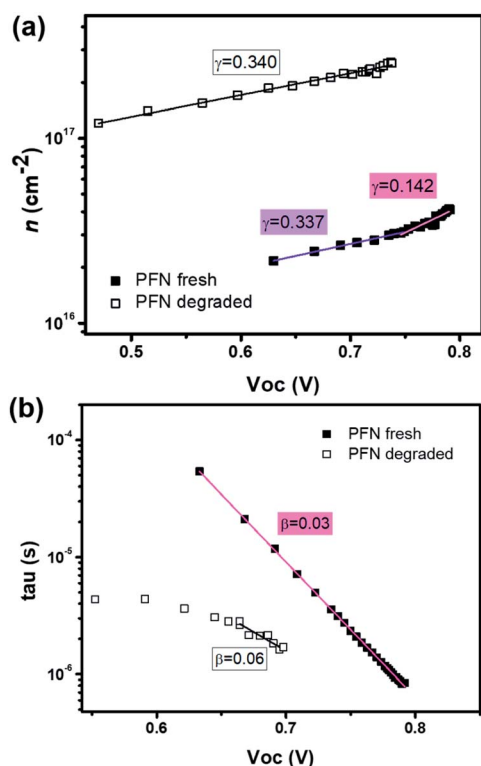 (a)
γ=0.340
10¹⁷
n (cm⁻²)
γ=0.142
γ=0.337
PFN fresh
PFN degraded
10¹⁶
0.5 0.6 0.7 0.8
Voc (V)
(b)
10⁻⁴
PFN fresh
PFN degraded
β=0.03
10⁻⁵
tau (s)
β=0.06
10⁻⁶
0.6 0.7 0.8
Voc (V)